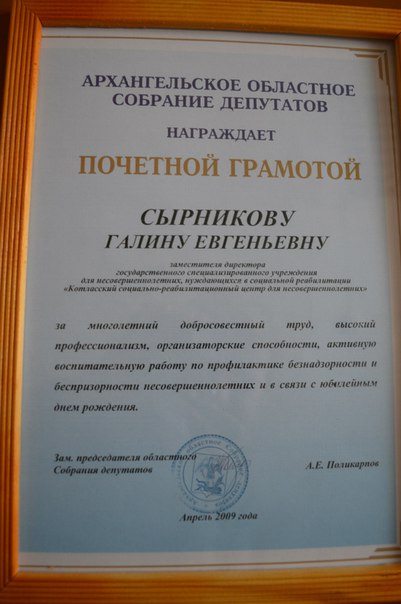 АРХАНГЕЛЬСКОЕ ОБЛАСТНОЕ
СОБРАНИЕ ДЕПУТАТОВ
НАГРАЖДАЕТ
ПОЧЕТНОЙ ГРАМОТОЙ
СЫРНИКОВУ
ГАЛИНУ ЕВГЕНЬЕВНУ
заместителя директора
государственного специализированного учреждения
для несовершеннолетних, нуждающихся в социальной реабилитации
«Котласский социально-реабилитационный центр для несовершеннолетних»
за многолетний добросовестный труд, высокий
профессионализм, организаторские способности, активную
воспитательную работу по профилактике безнадзорности и
беспризорности несовершеннолетних и в связи с юбилейным
днем рождения.
Зам. председателя областного
Собрания депутатов
А.Е. Поликарпов
Апрель 2009 года